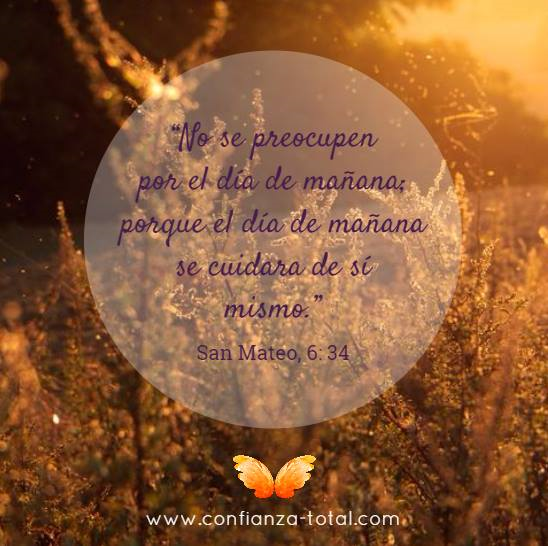 “No se preocupen
por el día de mañana;
porque el día de mañana
se cuidara de sí
mismo.”
San Mateo, 6: 34
www.confianza-total.com